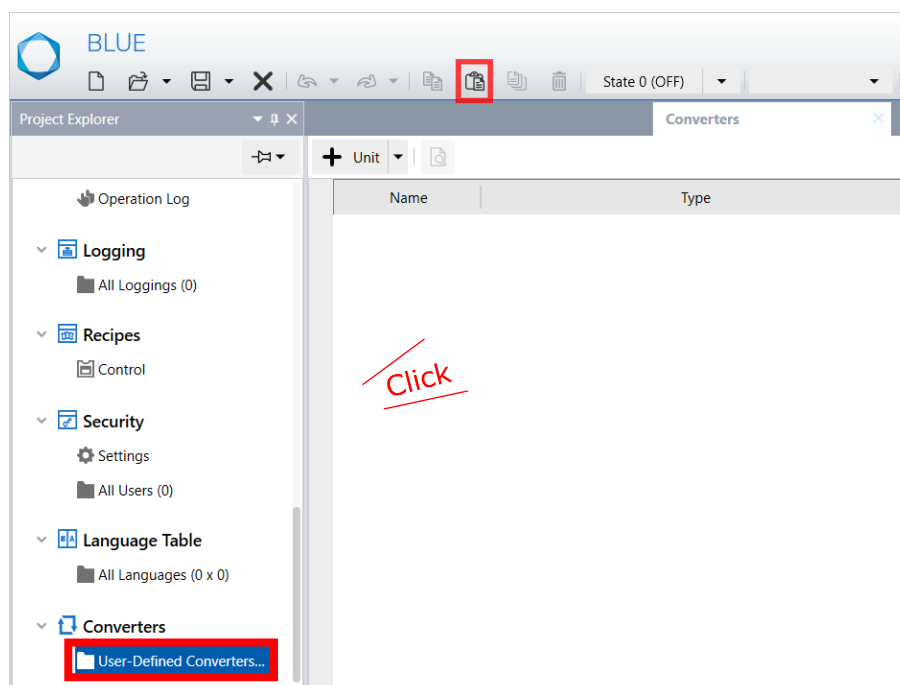 BLUE
State 0 (OFF)
Project Explorer
Converters
Unit
Operation Log
Name
Type
Logging
All Loggings (0)
Recipes
Control
Click
Security
Settings
All Users (0)
Language Table
All Languages (0 x 0)
Converters
User-Defined Converters...